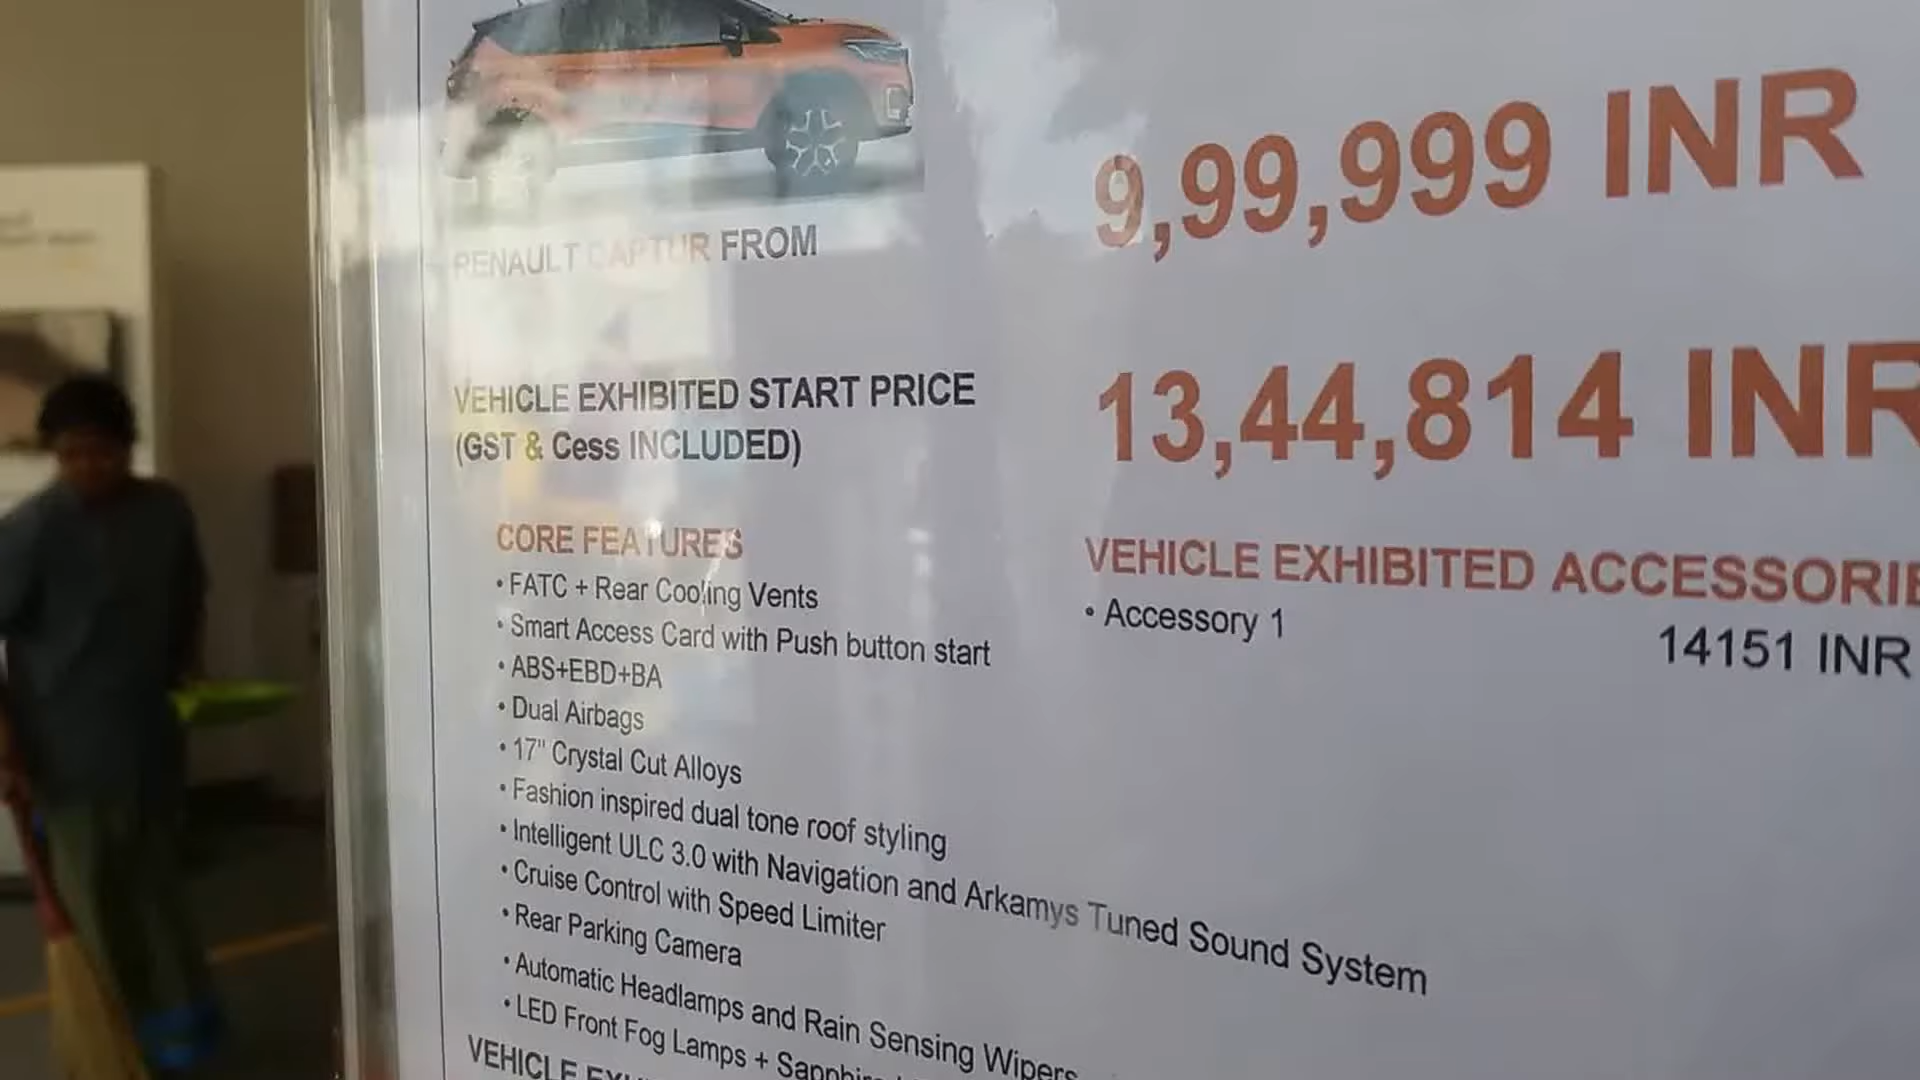 9,99,999 INR
RENAULT CAPTUR FROM
VEHICLE EXHIBITED START PRICE
(GST & Cess INCLUDED)
13,44,814 INR
CORE FEATURES
• FATC + Rear Cooling Vents
• Smart Access Card with Push button start
• ABS+EBD+BA
• Dual Airbags
• 17" Crystal Cut Alloys
• Fashion inspired dual tone roof styling
• Intelligent ULC 3.0 with Navigation and Arkamys Tuned Sound System
• Cruise Control with Speed Limiter
• Rear Parking Camera
• Automatic Headlamps and Rain Sensing Wipers
• LED Front Fog Lamps +
VEHICLE
VEHICLE EXHIBITED ACCESSORIE
• Accessory 1
14151 INR